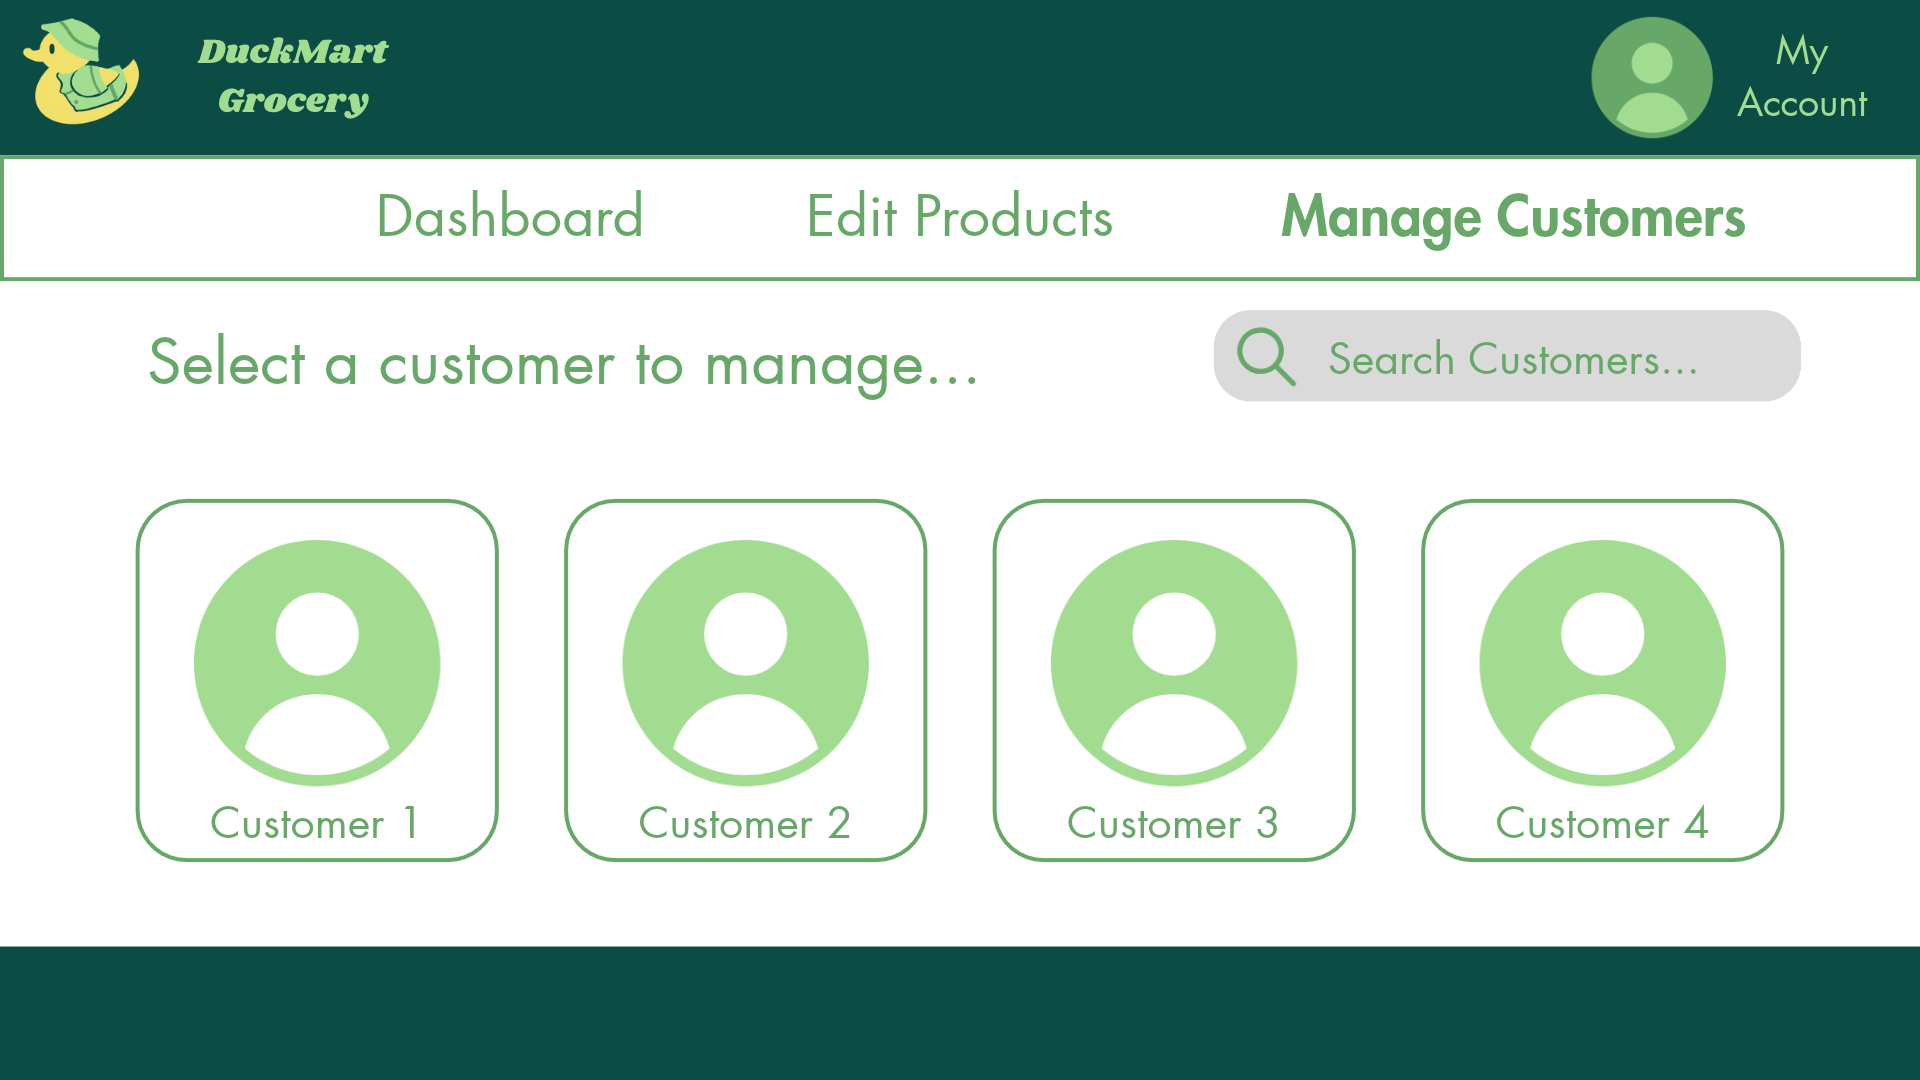 DuckMart
Grocery
My
Account
Dashboard
Edit Products
Manage Customers
Select a customer to manage...
Search Customers...
Customer 1
Customer 2
Customer 3
Customer 4